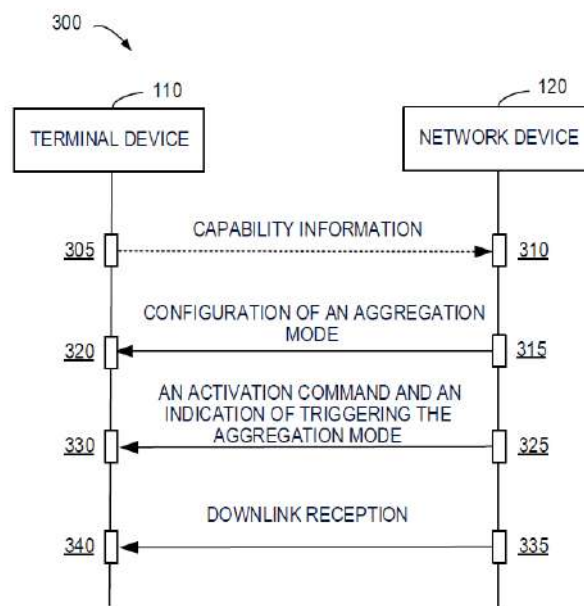 300
110
120
TERMINAL DEVICE
NETWORK DEVICE
CAPABILITY INFORMATION
305
310
CONFIGURATION OF AN AGGREGATION
MODE
320
315
AN ACTIVATION COMMAND AND AN
INDICATION OF TRIGGERING THE
AGGREGATION MODE
330
325
DOWNLINK RECEPTION
340
335